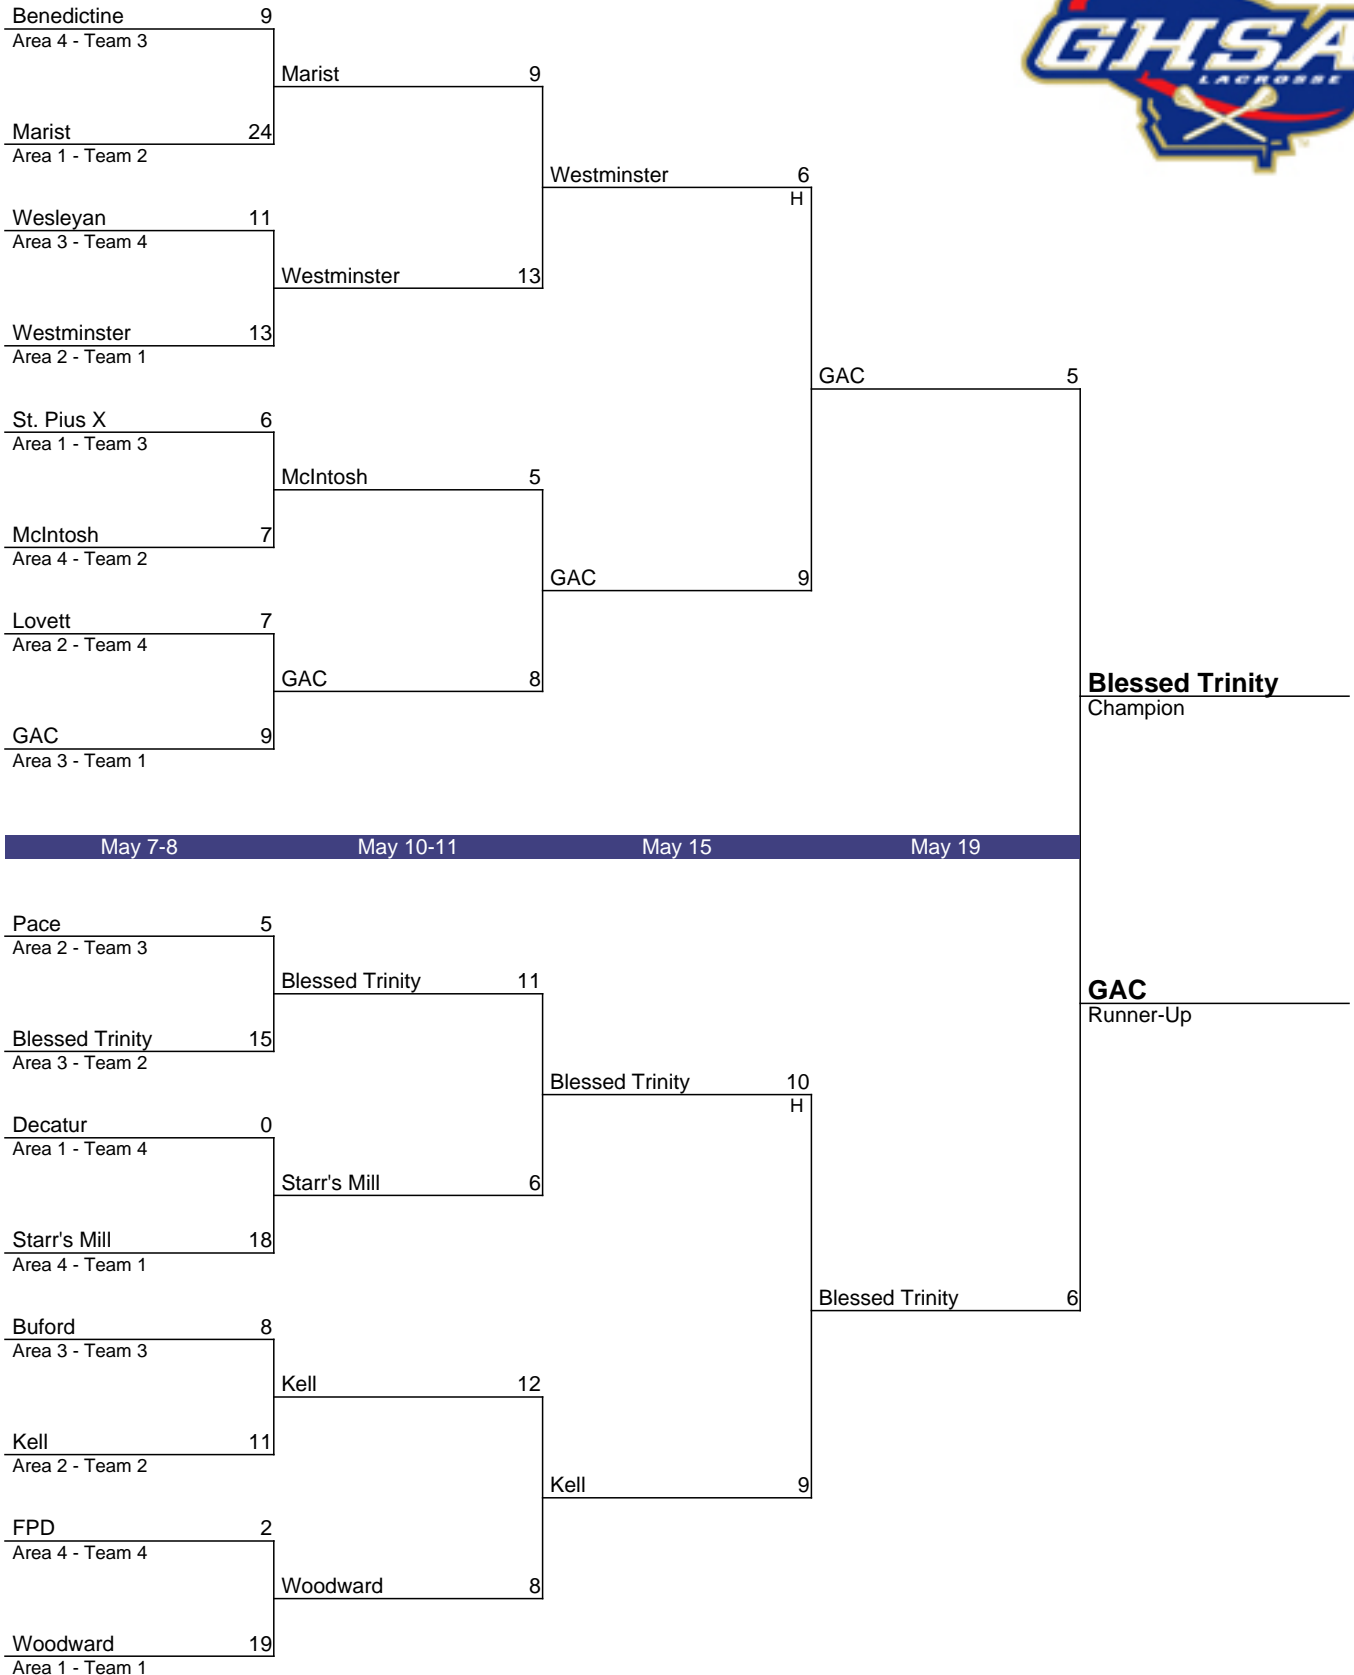 GHSA
LACROSSE
TM
Benedictine 9
Area 4 - Team 3
Marist 9
Marist 24
Area 1 - Team 2
Westminster 6
H
Wesleyan 11
Area 3 - Team 4
Westminster 13
Westminster 13
Area 2 - Team 1
GAC 5
St. Pius X 6
Area 1 - Team 3
McIntosh 5
McIntosh 7
Area 4 - Team 2
GAC 9
Lovett 7
Area 2 - Team 4
GAC 8
Blessed Trinity
Champion
GAC 9
Area 3 - Team 1
May 7-8 May 10-11 May 15 May 19
Pace 5
Area 2 - Team 3
Blessed Trinity 11
GAC
Runner-Up
Blessed Trinity 15
Area 3 - Team 2
Blessed Trinity 10
H
Decatur 0
Area 1 - Team 4
Starr's Mill 6
Starr's Mill 18
Area 4 - Team 1
Blessed Trinity 6
Buford 8
Area 3 - Team 3
Kell 12
Kell 11
Area 2 - Team 2
Kell 9
FPD 2
Area 4 - Team 4
Woodward 8
Woodward 19
Area 1 - Team 1